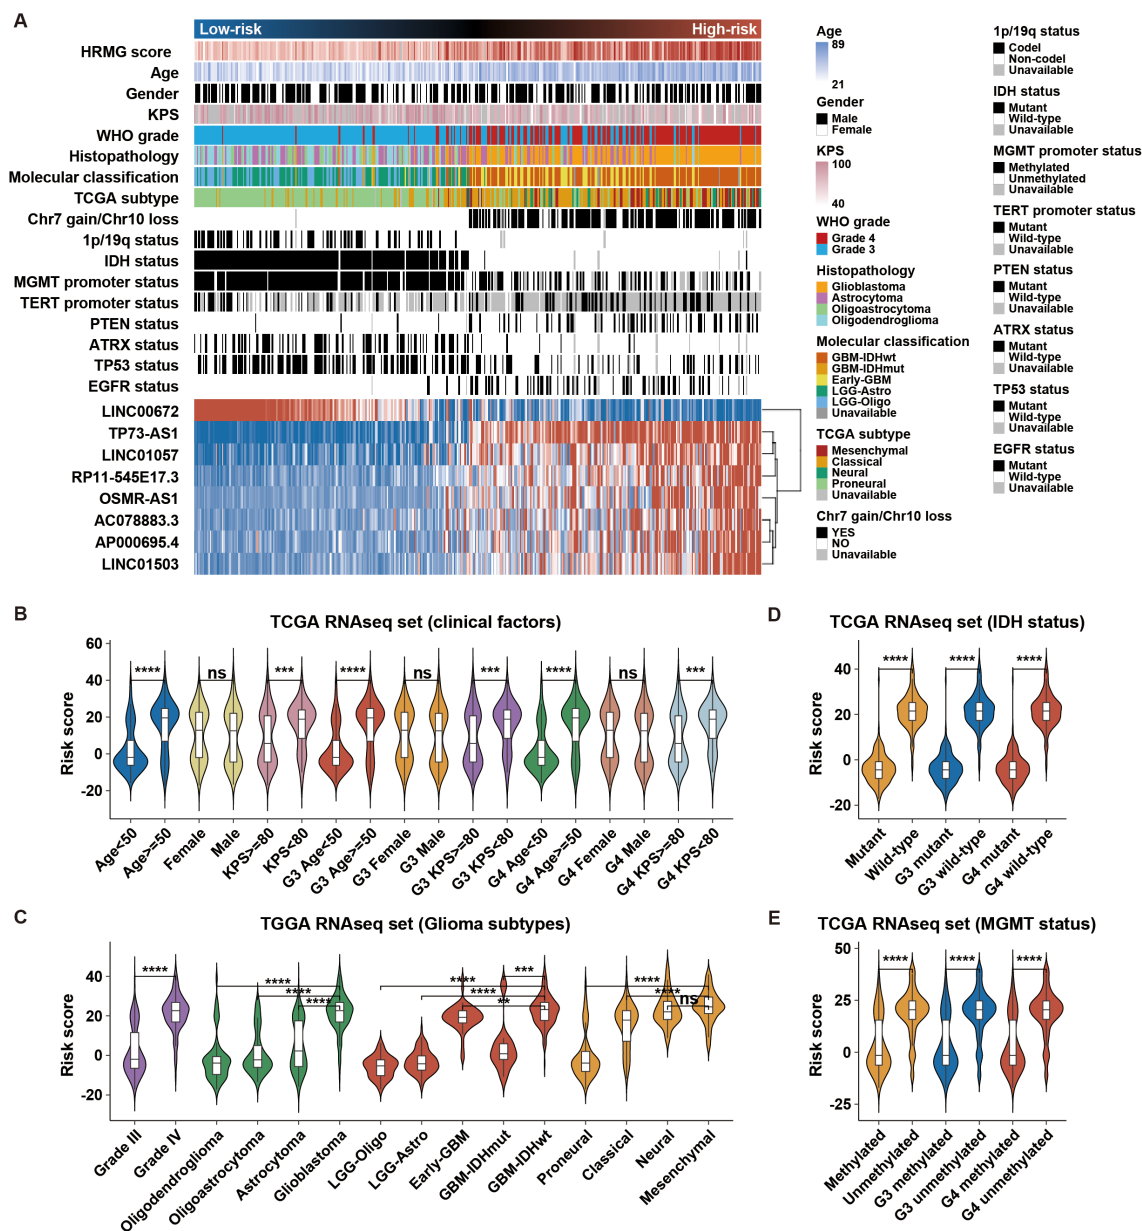 A
Low-risk
High-risk
HRMG score
Age
Gender
KPS
WHO grade
Histopathology
Molecular classification
TCGA subtype
Chr7 gain/Chr10 loss
1p/19q status
IDH status
MGMT promoter status
TERT promoter status
PTEN status
ATRX status
TP53 status
EGFR status
LINC00672
TP73-AS1
LINC01057
RP11-545E17.3
OSMR-AS1
AC078883.3
AP000695.4
LINC01503
Age
89
21
Gender
Male
Female
KPS
100
40
WHO grade
Grade 4
Grade 3
Histopathology
Glioblastoma
Astrocytoma
Oligoastrocytoma
Oligodendroglioma
Molecular classification
GBM-IDHwt
GBM-IDHmut
Early-GBM
LGG-Astro
LGG-Oligo
Unavailable
TCGA subtype
Mesenchymal
Classical
Neural
Proneural
Unavailable
Chr7 gain/Chr10 loss
YES
NO
Unavailable
1p/19q status
Codel
Non-codel
Unavailable
IDH status
Mutant
Wild-type
Unavailable
MGMT promoter status
Methylated
Unmethylated
Unavailable
TERT promoter status
Mutant
Wild-type
Unavailable
PTEN status
Mutant
Wild-type
Unavailable
ATRX status
Mutant
Wild-type
Unavailable
TP53 status
Mutant
Wild-type
Unavailable
EGFR status
Mutant
Wild-type
Unavailable
B
TCGA RNAseq set (clinical factors)
Risk score
60
40
20
0
-20
**** ns *** **** ns *** **** ns ***
Age<50
Age>=50
Female
Male
KPS>=80
KPS<80
G3 Age<50
G3 Age>=50
G3 Female
G3 Male
G3 KPS>=80
G3 KPS<80
G4 Age<50
G4 Age>=50
G4 Female
G4 Male
G4 KPS>=80
G4 KPS<80
D
TCGA RNAseq set (IDH status)
Risk score
40
20
0
-20
**** **** ****
Mutant
Wild-type
G3 mutant
G3 wild-type
G4 mutant
G4 wild-type
C
TGGA RNAseq set (Glioma subtypes)
Risk score
40
20
0
-20
****
****
****
****
****
***
****
**
****
****
ns
Grade III
Grade IV
Oligodendroglioma
Oligoastrocytoma
Astrocytoma
Glioblastoma
LGG-Oligo
LGG-Astro
Early-GBM
GBM-IDHmut
GBM-IDHwt
Proneural
Classical
Neural
Mesenchymal
E
TCGA RNAseq set (MGMT status)
Risk score
50
25
0
-25
**** **** ****
Methylated
Unmethylated
G3 methylated
G3 unmethylated
G4 methylated
G4 unmethylated